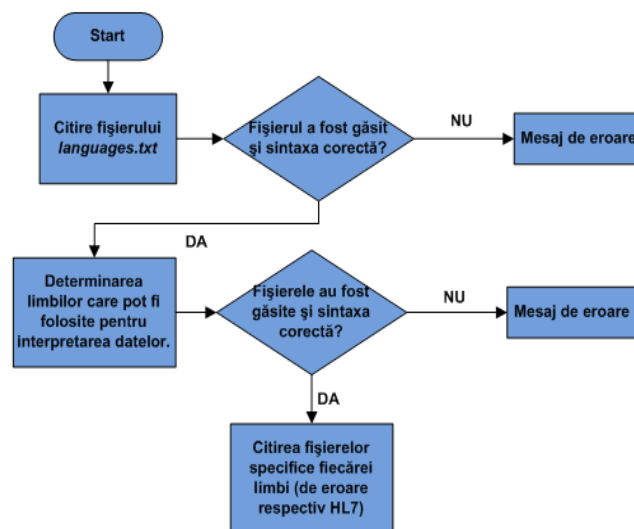 Start
Citire fişierului
languages.txt
Fişierul a fost găsit
şi sintaxa corectă?
NU
Mesaj de eroare
DA
Determinarea
limbilor care pot fi
folosite pentru
interpretarea datelor.
Fişierele au fost
găsite şi sintaxa
corectă?
NU
Mesaj de eroare
DA
Citirea fişierelor
specifice fiecărei
limbi (de eroare
respectiv HL7)